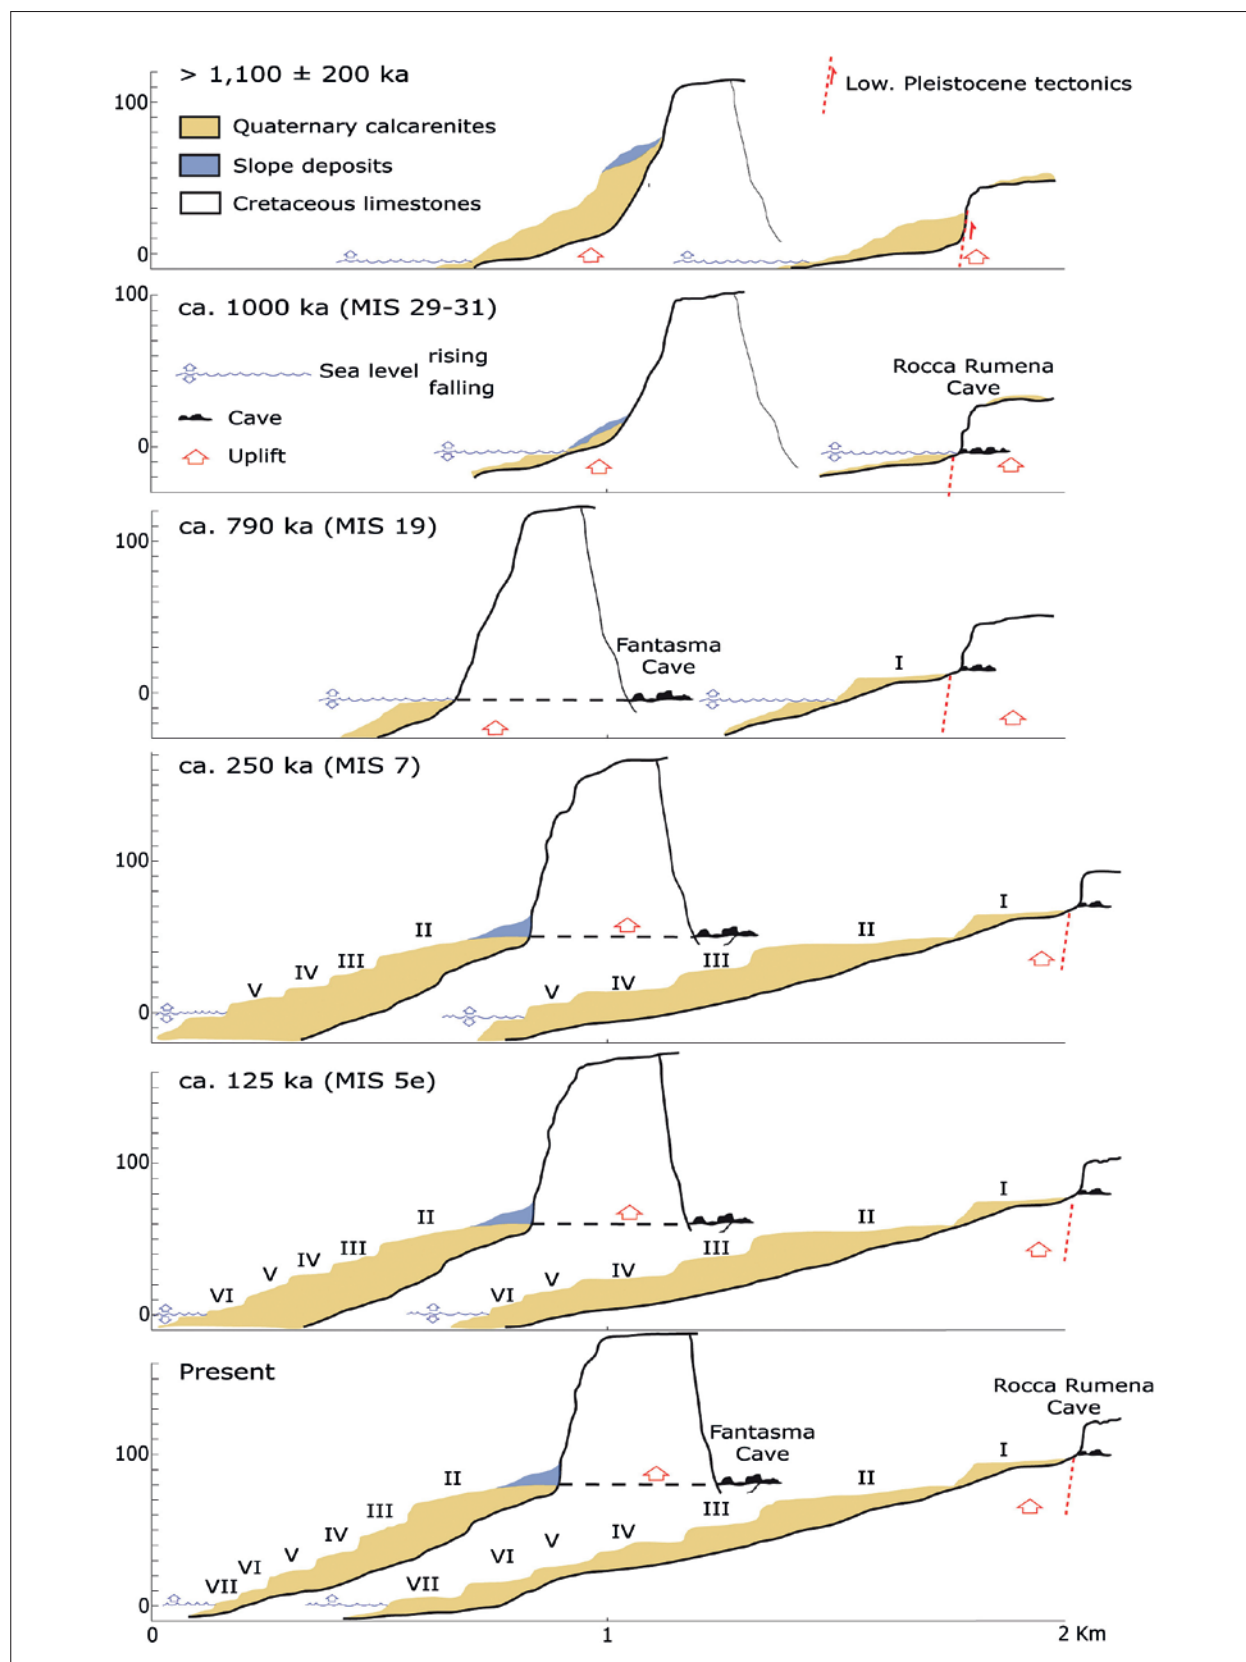 > 1,100 ± 200 ka
100
Low. Pleistocene tectonics
Quaternary calcarenites
Slope deposits
Cretaceous limestones
0
100
ca. 1000 ka (MIS 29-31)
Sea level rising
falling
Rocca Rumena
Cave
Cave
0
Uplift
ca. 790 ka (MIS 19)
100
Fantasma
Cave
I
0
ca. 250 ka (MIS 7)
100
I
II
II
III
III
IV
IV
V
V
0
ca. 125 ka (MIS 5e)
100
I
II
II
III
III
IV
IV
V
V
VI
VI
0
Present
Rocca Rumena
Cave
Fantasma
Cave
100
I
II
II
III
III
IV
IV
V
V
VI
VI
VII
VII
0
0
1
2 Km